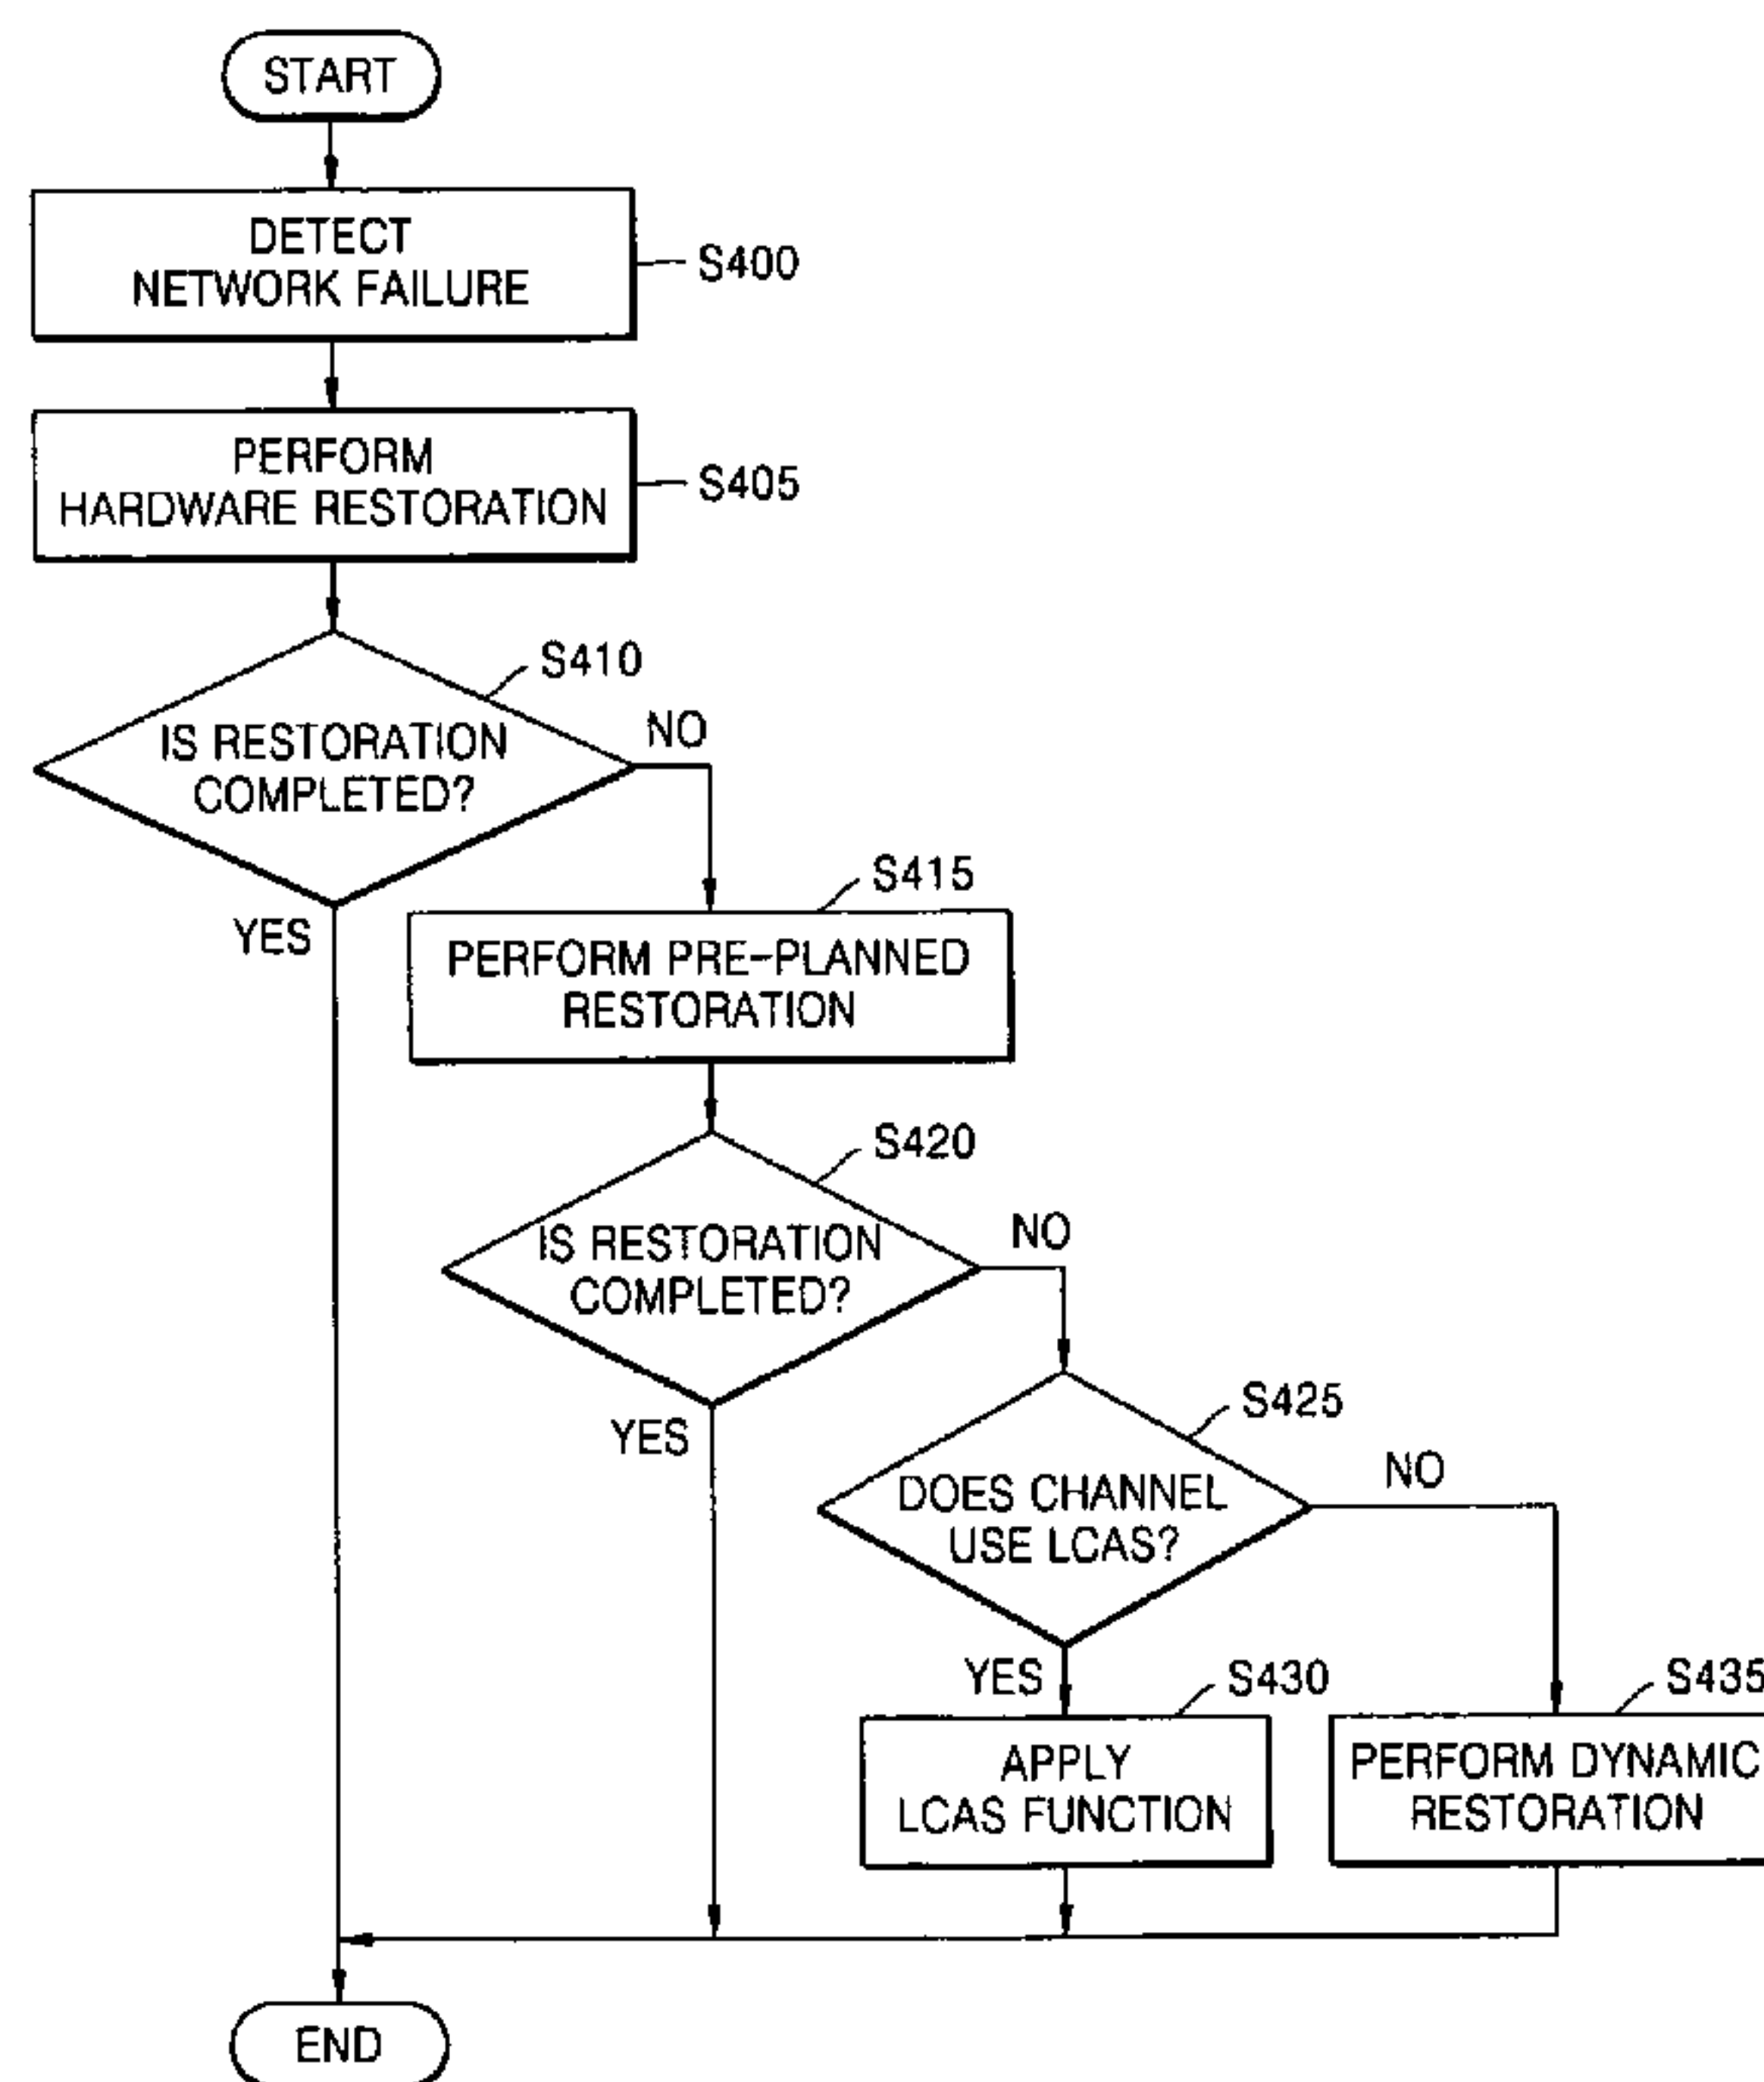 START
DETECT
NETWORK FAILURE
S400
PERFORM
HARDWARE RESTORATION
S405
S410
IS RESTORATION
COMPLETED?
NO
YES
S415
PERFORM PRE-PLANNED
RESTORATION
S420
IS RESTORATION
COMPLETED?
NO
YES
S425
DOES CHANNEL
USE LCAS?
NO
YES
S430
APPLY
LCAS FUNCTION
S435
PERFORM DYNAMIC
RESTORATION
END